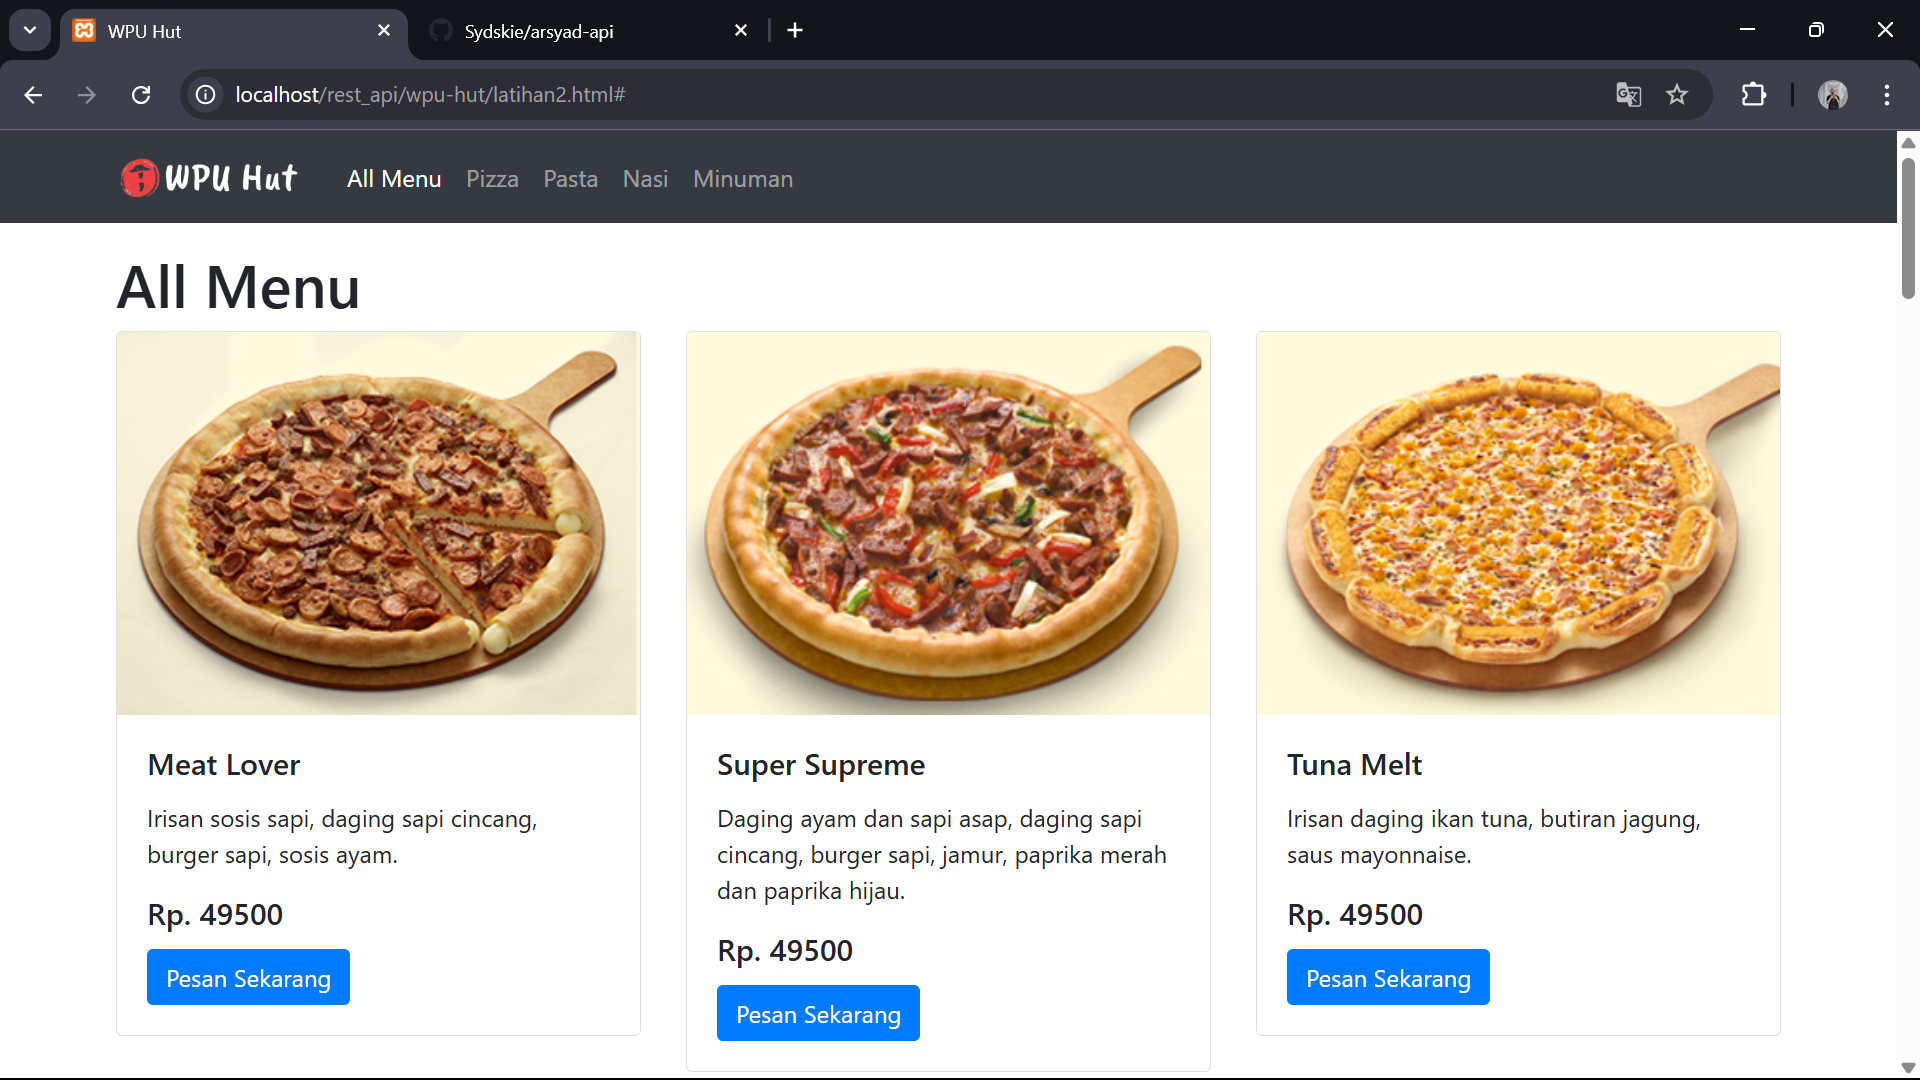 WPU Hut
Sydskie/arsyad-api
localhost/rest_api/wpu-hut/latihan2.html#
WPU Hut All Menu Pizza Pasta Nasi Minuman
All Menu
Meat Lover
Irisan sosis sapi, daging sapi cincang,
burger sapi, sosis ayam.
Rp. 49500
Pesan Sekarang
Super Supreme
Daging ayam dan sapi asap, daging sapi
cincang, burger sapi, jamur, paprika merah
dan paprika hijau.
Rp. 49500
Pesan Sekarang
Tuna Melt
Irisan daging ikan tuna, butiran jagung,
saus mayonnaise.
Rp. 49500
Pesan Sekarang